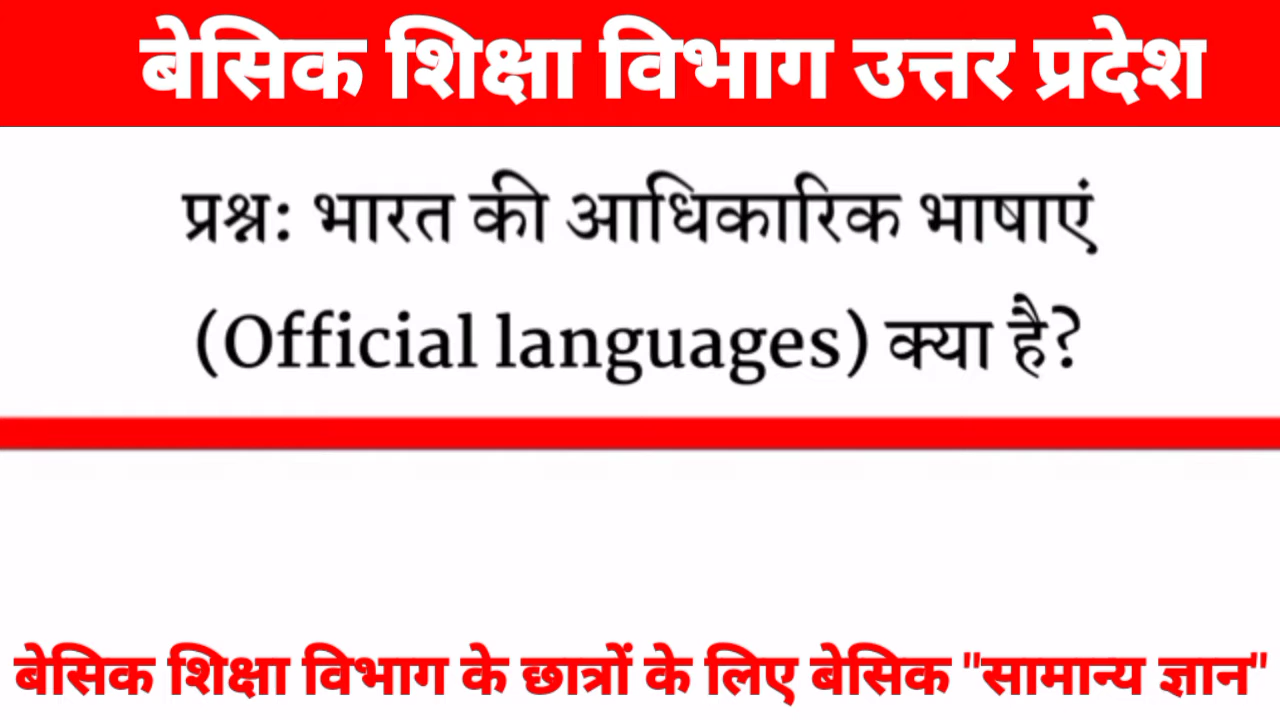 बेसिक शिक्षा विभाग उत्तर प्रदेश
प्रश्न: भारत की आधिकारिक भाषाएं
(Official languages) क्या है?
बेसिक शिक्षा विभाग के छात्रों के लिए बेसिक "सामान्य ज्ञान"